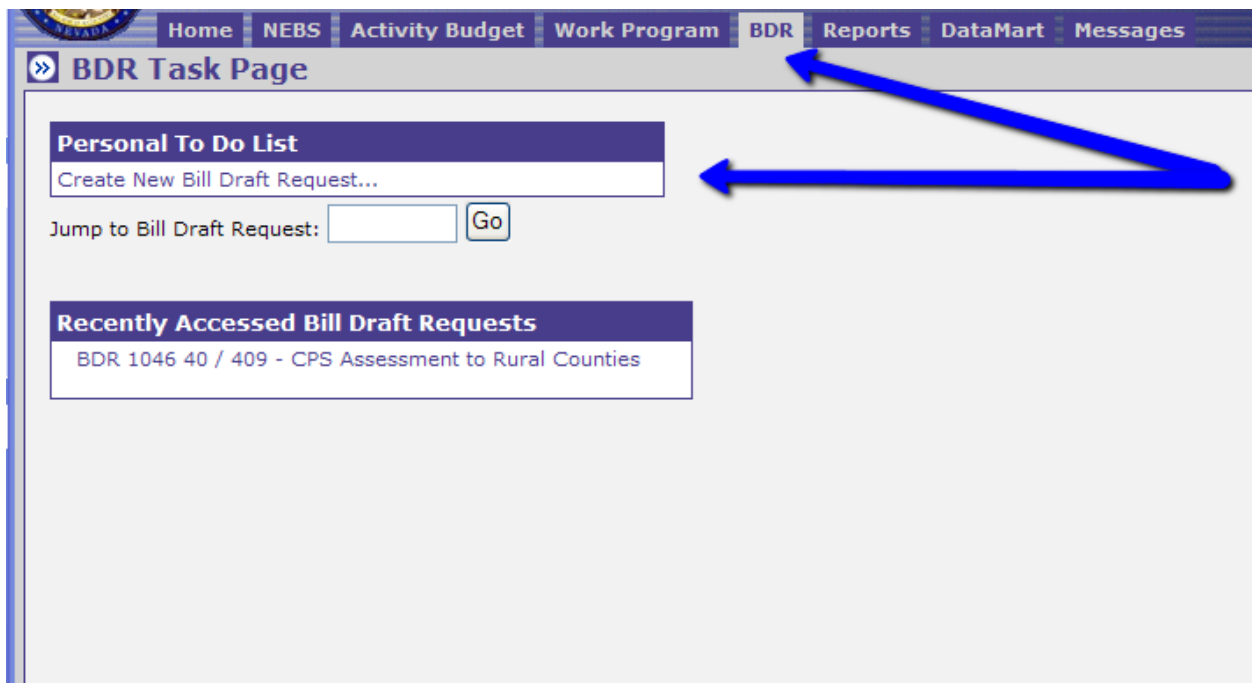 NEVADA
Home NEBS Activity Budget Work Program BDR Reports DataMart Messages
BDR Task Page
Personal To Do List
Create New Bill Draft Request...
Jump to Bill Draft Request: Go
Recently Accessed Bill Draft Requests
BDR 1046 40 / 409 - CPS Assessment to Rural Counties